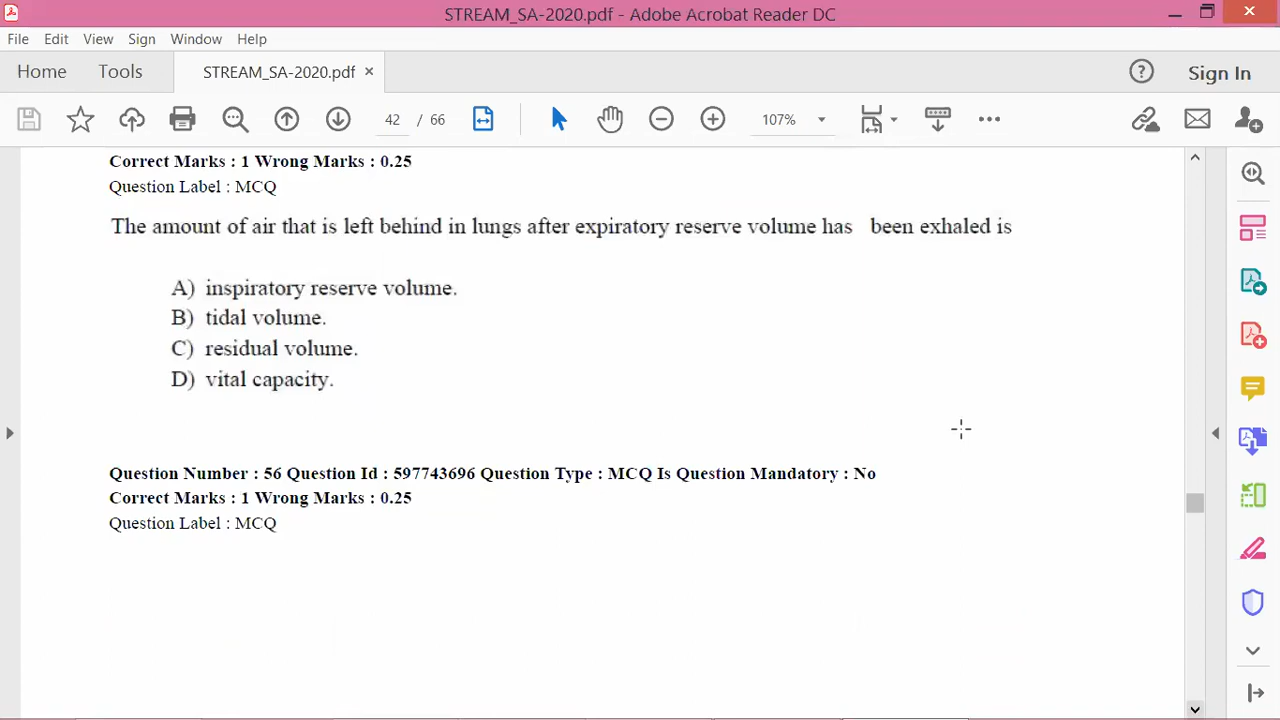 STREAM_SA-2020.pdf - Adobe Acrobat Reader DC
File Edit View Sign Window Help
Home Tools STREAM_SA-2020.pdf × Sign In
42 / 66 107%
Correct Marks : 1 Wrong Marks : 0.25
Question Label : MCQ
The amount of air that is left behind in lungs after expiratory reserve volume has been exhaled is
A) inspiratory reserve volume.
B) tidal volume.
C) residual volume.
D) vital capacity.
Question Number : 56 Question Id : 597743696 Question Type : MCQ Is Question Mandatory : No
Correct Marks : 1 Wrong Marks : 0.25
Question Label : MCQ